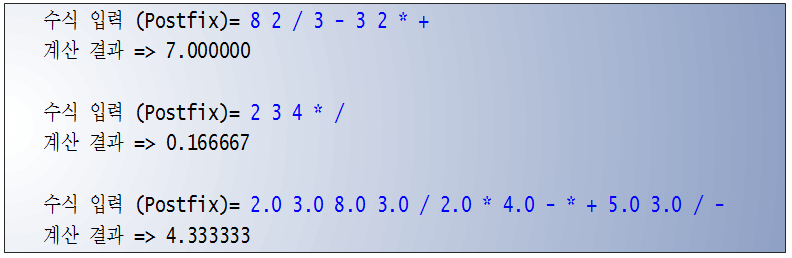 수식 입력 (Postfix)= 8 2 / 3 - 3 2 * +
계산 결과 => 7.000000
수식 입력 (Postfix)= 2 3 4 * /
계산 결과 => 0.166667
수식 입력 (Postfix)= 2.0 3.0 8.0 3.0 / 2.0 * 4.0 - * + 5.0 3.0 / -
계산 결과 => 4.333333